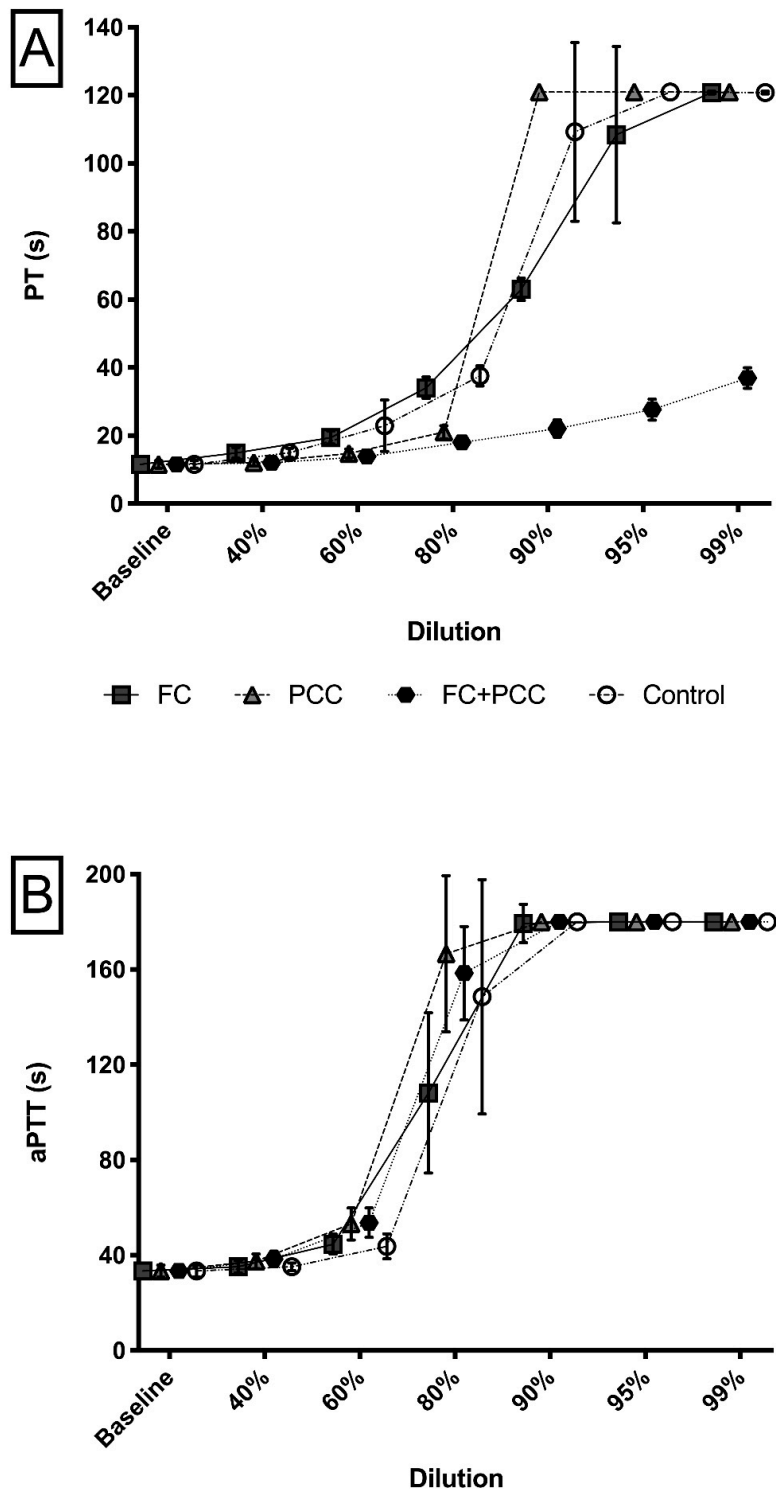 A
140
120
100
80
60
40
20
0
PT (s)
Baseline
40%
60%
80%
90%
95%
99%
Dilution
FC
PCC
FC+PCC
Control
B
200
160
120
80
40
0
aPTT (s)
Baseline
40%
60%
80%
90%
95%
99%
Dilution